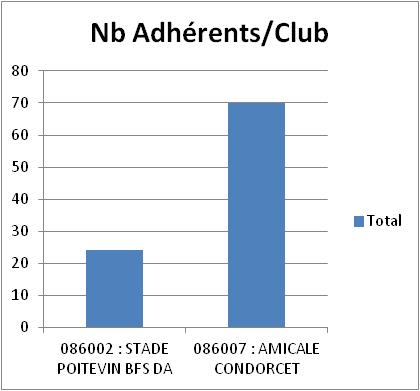 Nb Adhérents/Club
80
70
60
50
40
30
20
10
0
086002 : STADE
POITEVIN BFS DA
086007 : AMICALE
CONDORCET
Total